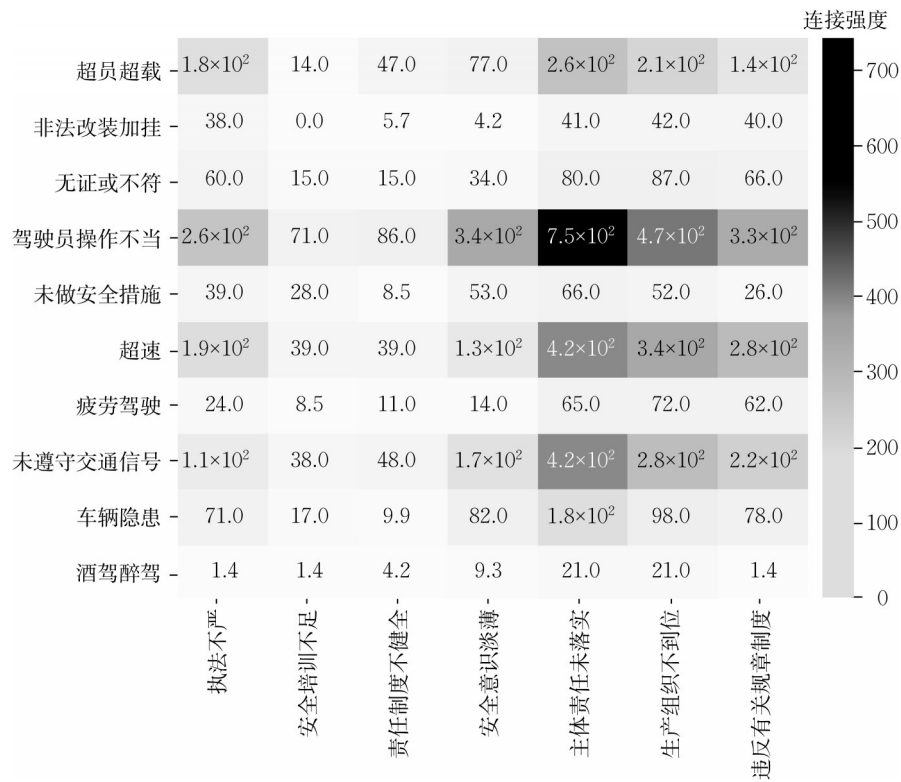 连接强度
超员超载 1.8×10² 14.0 47.0 77.0 2.6×10² 2.1×10² 1.4×10² 700
非法改装加挂 38.0 0.0 5.7 4.2 41.0 42.0 40.0 600
无证或不符 60.0 15.0 15.0 34.0 80.0 87.0 66.0
驾驶员操作不当 2.6×10² 71.0 86.0 3.4×10² 7.5×10² 4.7×10² 3.3×10² 500
未做安全措施 39.0 28.0 8.5 53.0 66.0 52.0 26.0 400
超速 1.9×10² 39.0 39.0 1.3×10² 4.2×10² 3.4×10² 2.8×10² 300
疲劳驾驶 24.0 8.5 11.0 14.0 65.0 72.0 62.0
未遵守交通信号 1.1×10² 38.0 48.0 1.7×10² 4.2×10² 2.8×10² 2.2×10² 200
车辆隐患 71.0 17.0 9.9 82.0 1.8×10² 98.0 78.0 100
酒驾醉驾 1.4 1.4 4.2 9.3 21.0 21.0 1.4 0
执法不严
安全培训不足
责任制度不健全
安全意识淡薄
主体责任未落实
生产组织不到位
违反有关规章制度